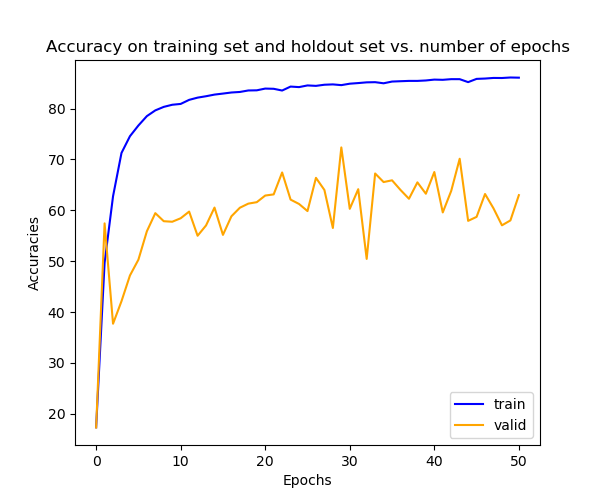 Accuracy on training set and holdout set vs. number of epochs
Accuracies
80
70
60
50
40
30
20
0 10 20 30 40 50
Epochs
train
valid